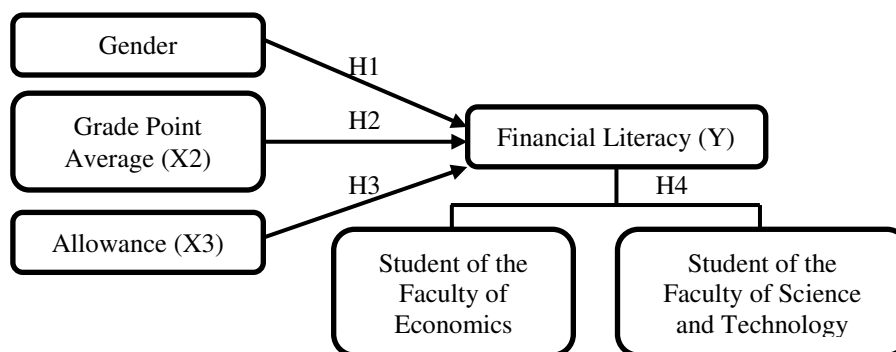 Gender
H1
Grade Point
Average (X2)
H2
Financial Literacy (Y)
H3
H4
Allowance (X3)
Student of the
Faculty of
Economics
Student of the
Faculty of Science
and Technology